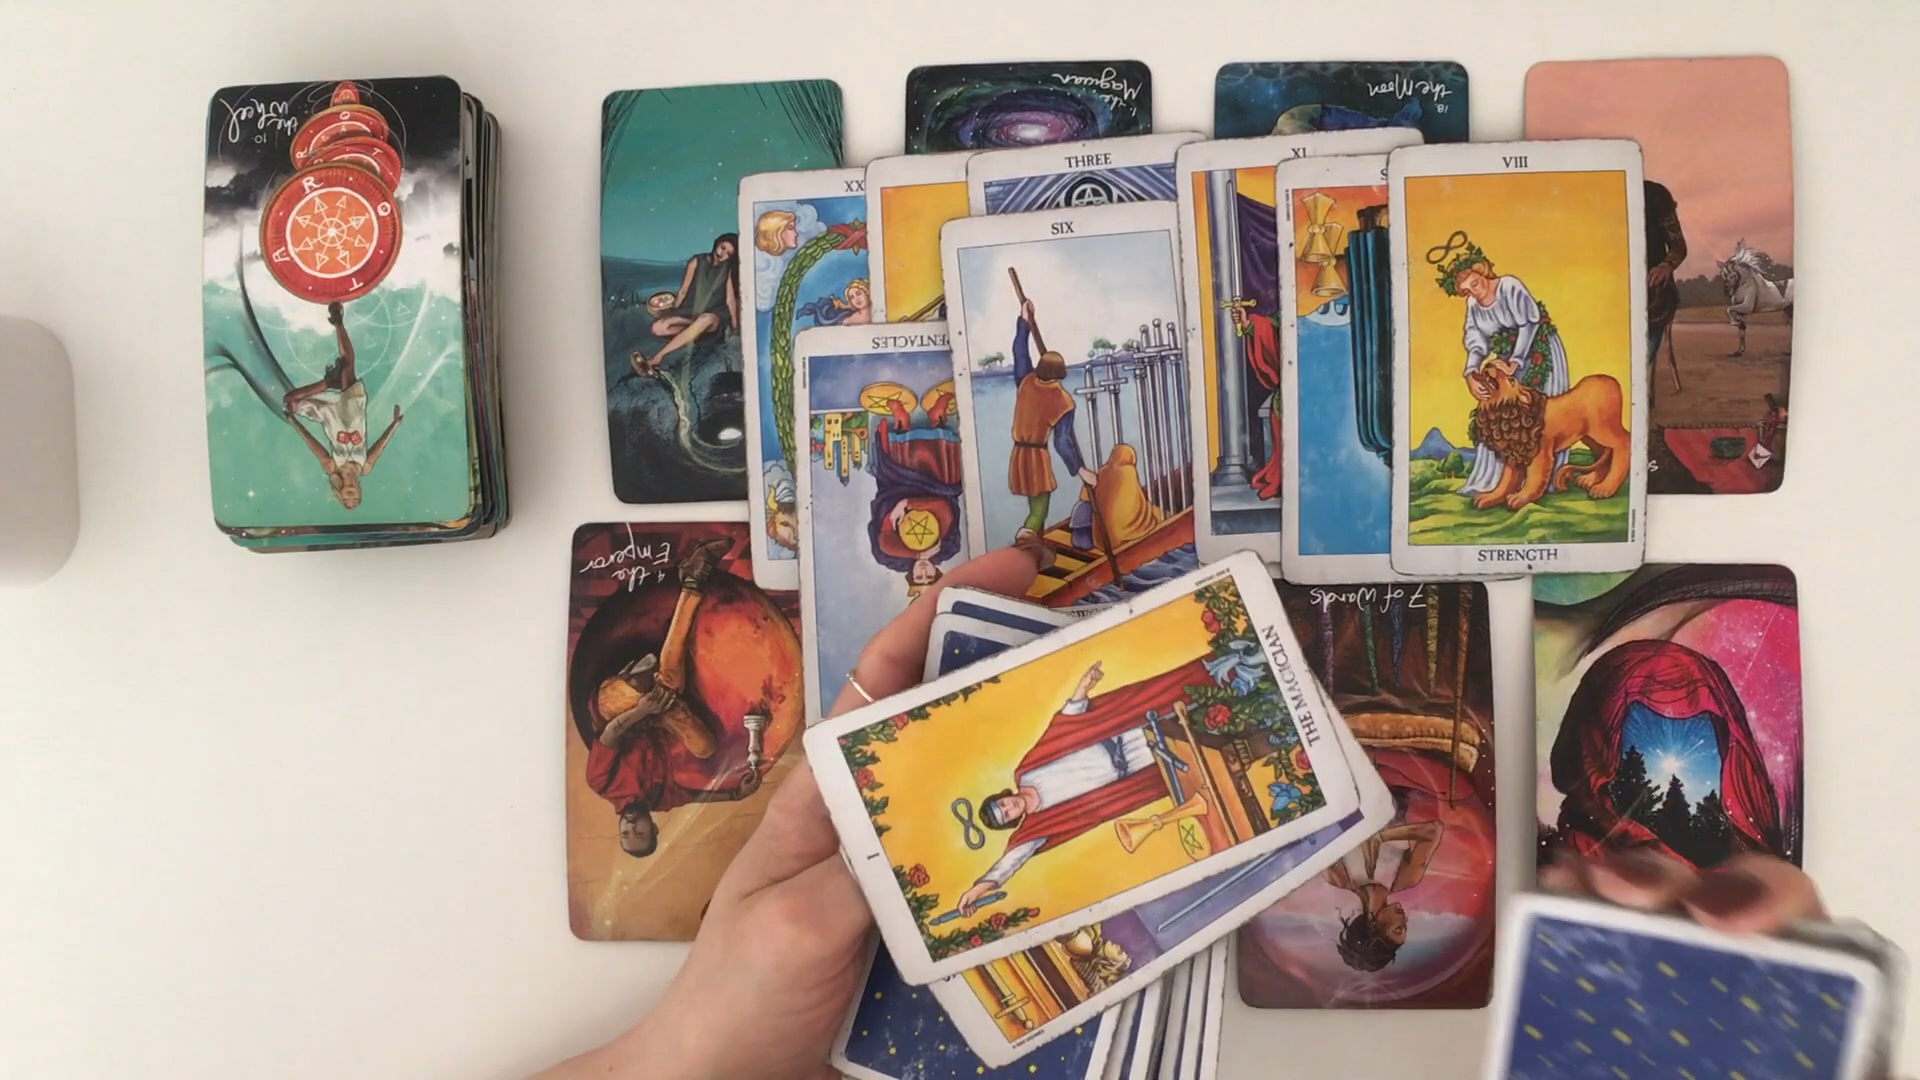 10
the
wheel
T
A
R
O
R
T
O
1. the
Magician
18.
the Moon
XX
THREE
XI
S
VIII
SIX
PENTACLES
STRENGTH
4
the
Emperor
7 of Wands
THE MAGICIAN
I
S